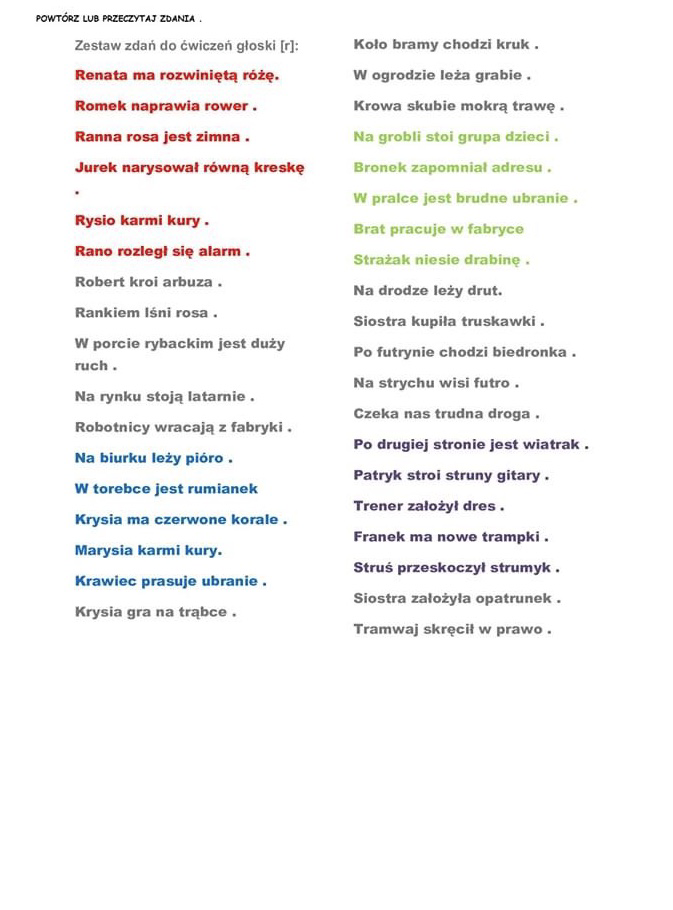 POWTÓRZ LUB PRZECZYTAJ ZDANIA .
Zestaw zdań do ćwiczeń głoski [r]:
Renata ma rozwiniętą różę.
Romek naprawia rower .
Ranna rosa jest zimna .
Jurek narysował równą kreskę
.
Rysio karmi kury .
Rano rozległ się alarm .
Robert kroi arbuza .
Rankiem lśni rosa .
W porcie rybackim jest duży
ruch .
Na rynku stoją latarnie .
Robotnicy wracają z fabryki .
Na biurku leży pióro .
W torebce jest rumianek
Krysia ma czerwone korale .
Marysia karmi kury.
Krawiec prasuje ubranie .
Krysia gra na trąbce .
Koło bramy chodzi kruk .
W ogrodzie leża grabie .
Krowa skubie mokrą trawę .
Na grobli stoi grupa dzieci .
Bronek zapomniał adresu .
W pralce jest brudne ubranie .
Brat pracuje w fabryce
Strażak niesie drabinę .
Na drodze leży drut.
Siostra kupiła truskawki .
Po futrynie chodzi biedronka .
Na strychu wisi futro .
Czeka nas trudna droga .
Po drugiej stronie jest wiatrak .
Patryk stroi struny gitary .
Trener założył dres .
Franek ma nowe trampki .
Struś przeskoczył strumyk .
Siostra założyła opatrunek .
Tramwaj skręcił w prawo .